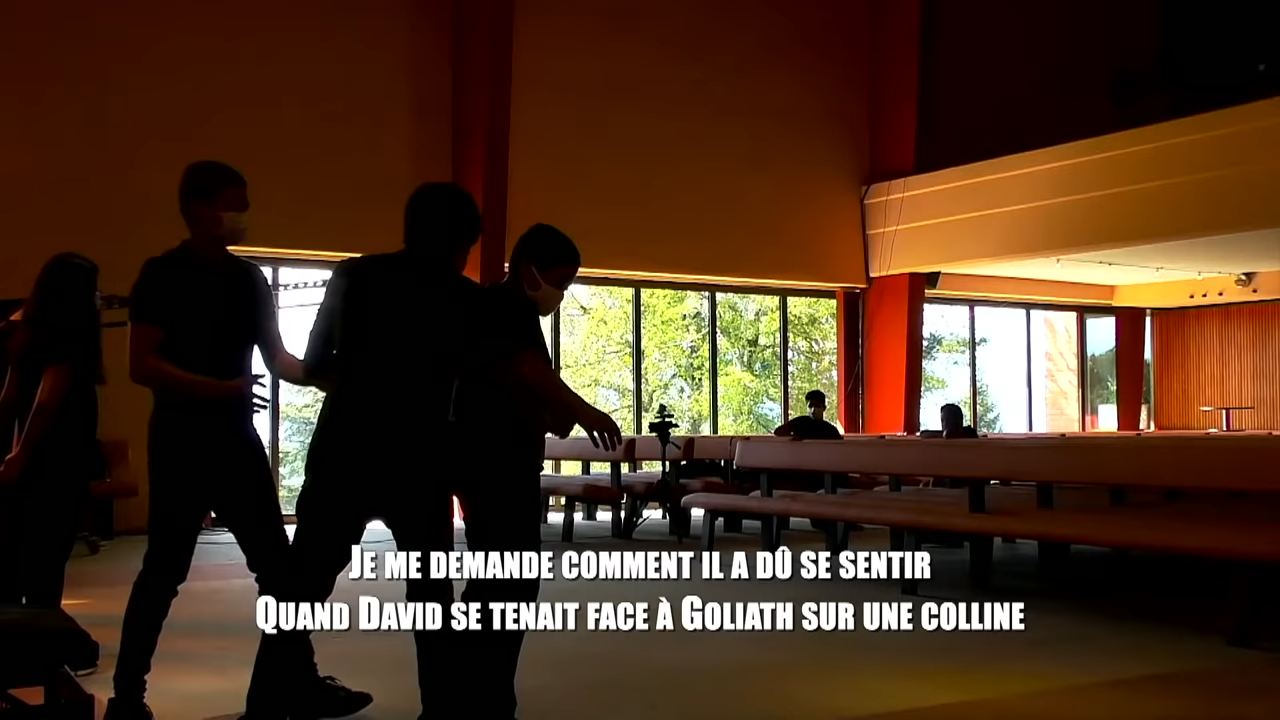 Je me demande comment il a dû se sentir
Quand David se tenait face à Goliath sur une colline